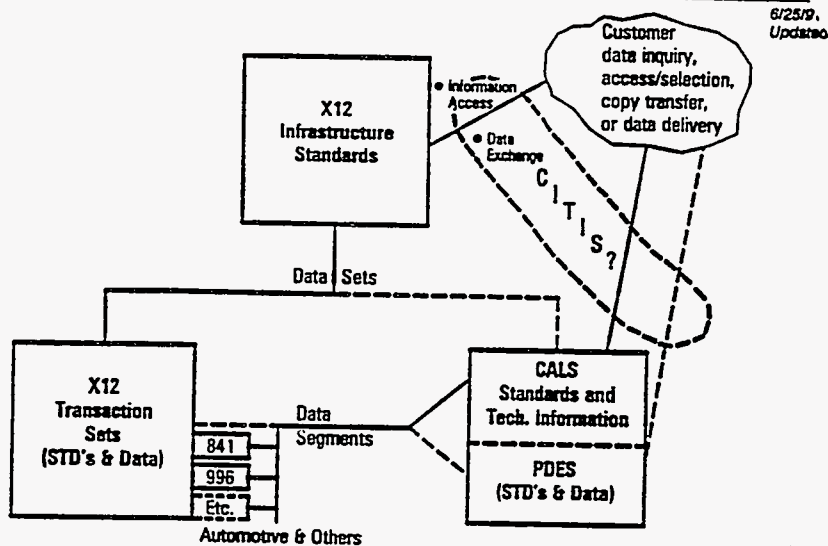 6/25/9.
Updated
Customer
data inquiry,
access/selection,
copy transfer,
or data delivery
• Information
Access
X12
Infrastructure
Standards
• Data
Exchange
CITIS?
Data Sets
X12
Transaction
Sets
(STD's & Data)
841
996
Etc.
Data
Segments
CALS
Standards and
Tech. Information
PDES
(STD's & Data)
Automotive & Others